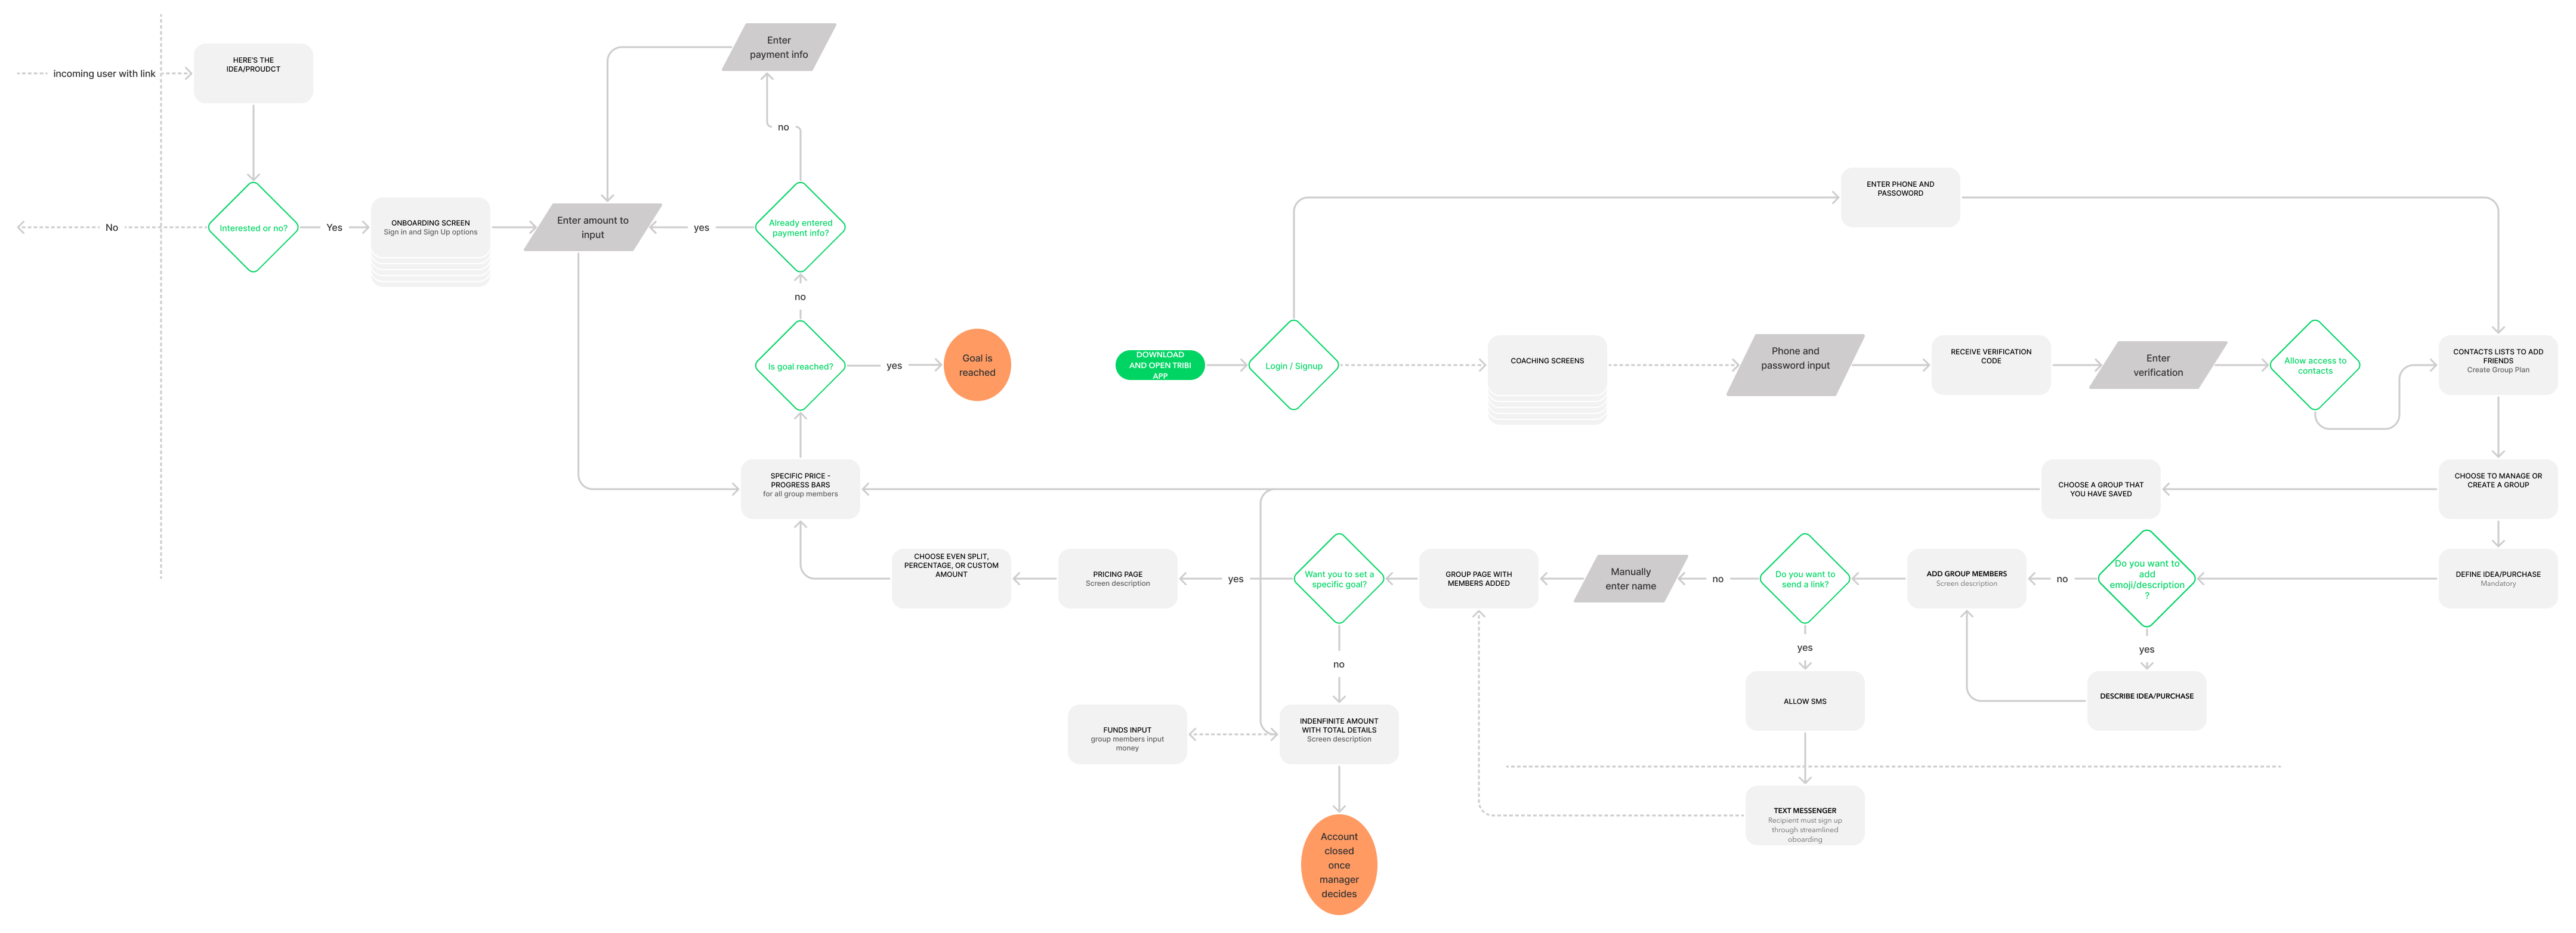 Enter
payment info
HERE'S THE
IDEA/PROUDCT
incoming user with link
no
ENTER PHONE AND
PASSOWORD
No
Interested or no?
Yes
ONBOARDING SCREEN
Sign in and Sign Up options
Enter amount to
input
yes
Already entered
payment info?
no
Is goal reached?
yes
Goal is
reached
DOWNLOAD
AND OPEN TRIBI
APP
Login / Signup
COACHING SCREENS
Phone and
password input
RECEIVE VERIFICATION
CODE
Enter
verification
Allow access to
contacts
CONTACTS LISTS TO ADD
FRIENDS
Create Group Plan
SPECIFIC PRICE -
PROGRESS BARS
for all group members
CHOOSE A GROUP THAT
YOU HAVE SAVED
CHOOSE TO MANAGE OR
CREATE A GROUP
CHOOSE EVEN SPLIT,
PERCENTAGE, OR CUSTOM
AMOUNT
PRICING PAGE
Screen description
yes
Want you to set a
specific goal?
GROUP PAGE WITH
MEMBERS ADDED
Manually
enter name
no
Do you want to
send a link?
ADD GROUP MEMBERS
Screen description
no
Do you want to
add
emoji/description
?
DEFINE IDEA/PURCHASE
Mandatory
no
yes
yes
ALLOW SMS
DESCRIBE IDEA/PURCHASE
FUNDS INPUT
group members input
money
INDENFINITE AMOUNT
WITH TOTAL DETAILS
Screen description
TEXT MESSENGER
Recipient must sign up
through streamlined
oboarding
Account
closed
once
manager
decides